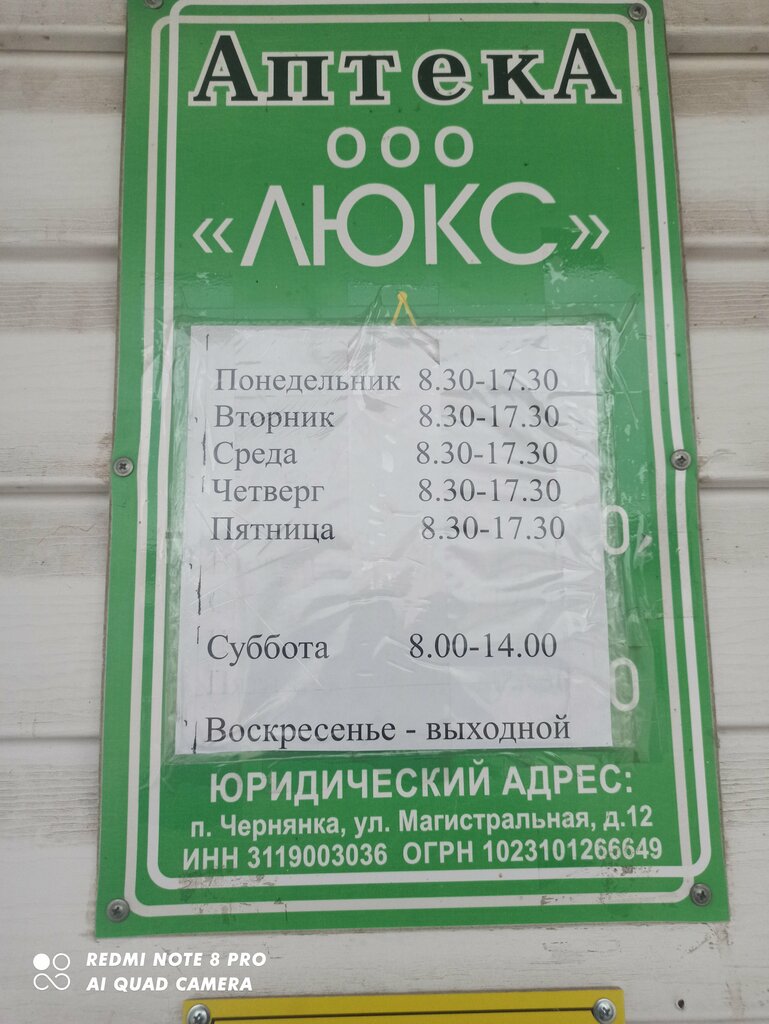 АптекА
ООО
«ЛЮКС»
Понедельник 8.30-17.30
Вторник 8.30-17.30
Среда 8.30-17.30
Четверг 8.30-17.30
Пятница 8.30-17.30
Суббота 8.00-14.00
Воскресенье - выходной
ЮРИДИЧЕСКИЙ АДРЕС:
п. Чернянка, ул. Магистральная, д.12
ИНН 3119003036 ОГРН 1023101266649
REDMI NOTE 8 PRO
AI QUAD CAMERA